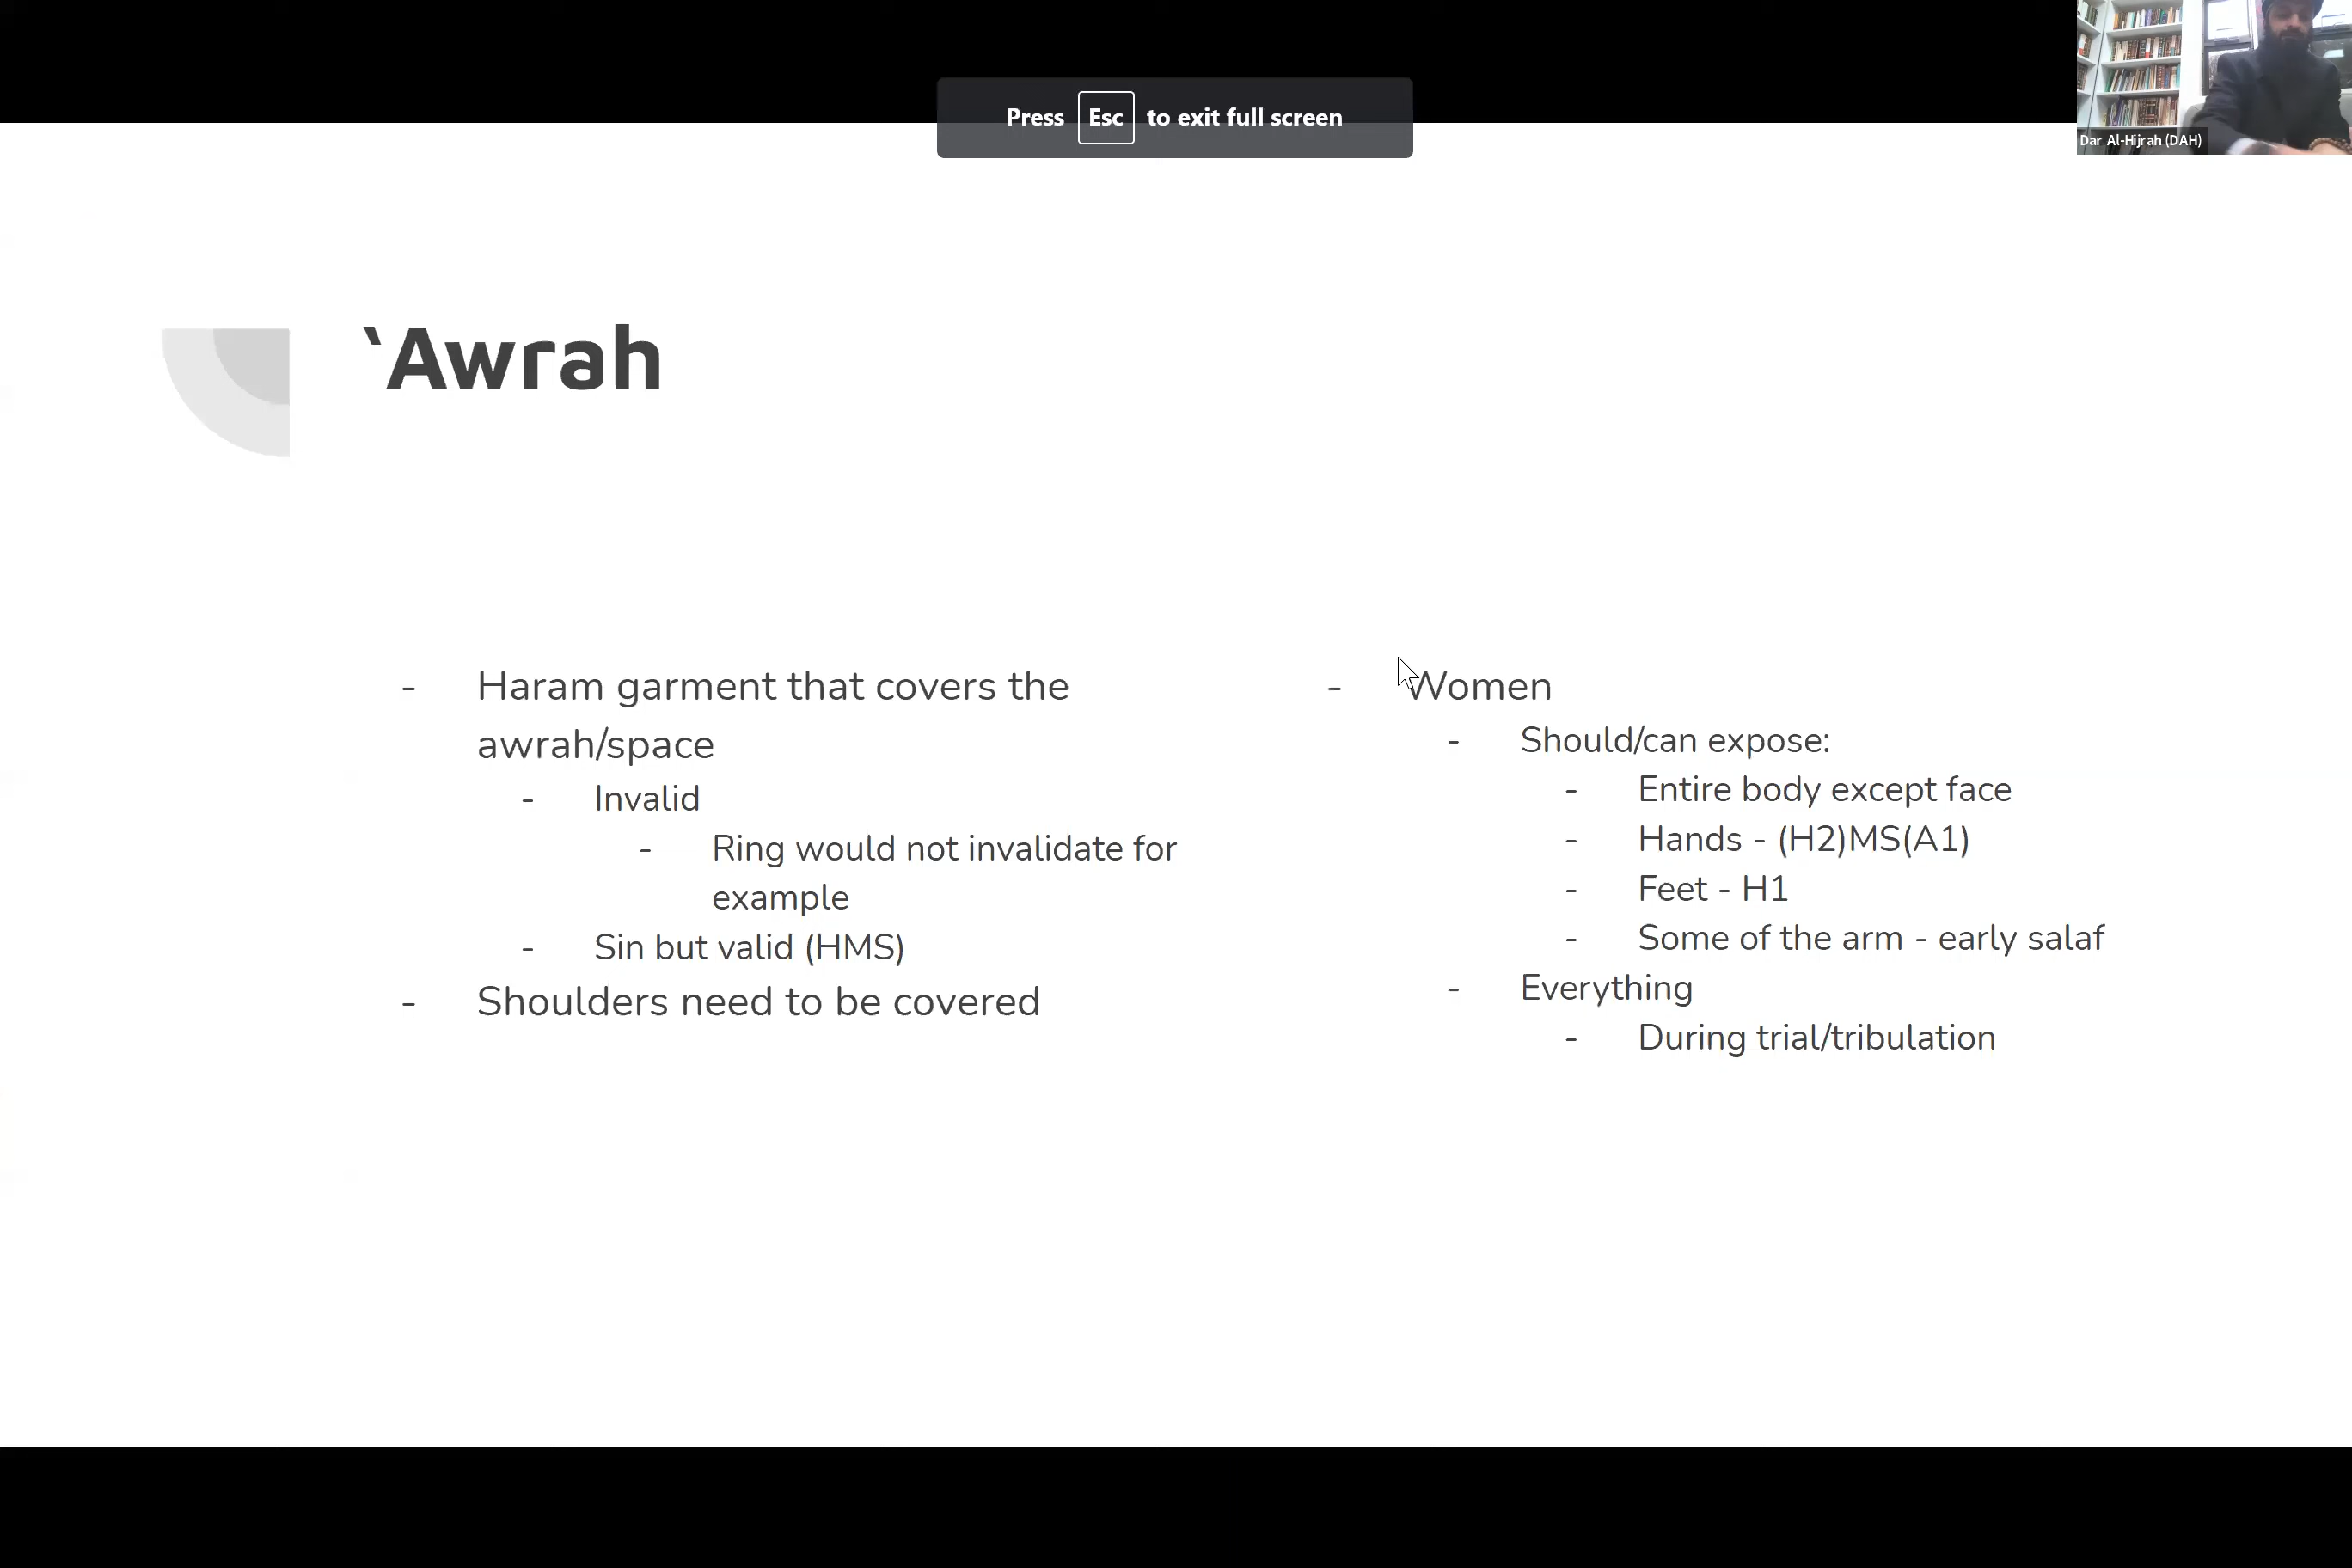 Press Esc to exit full screen
Dar Al-Hijrah (DAH)
`Awrah
- Haram garment that covers the
awrah/space
- Invalid
- Ring would not invalidate for
example
- Sin but valid (HMS)
- Shoulders need to be covered
- Women
- Should/can expose:
- Entire body except face
- Hands - (H2)MS(A1)
- Feet - H1
- Some of the arm - early salaf
- Everything
- During trial/tribulation